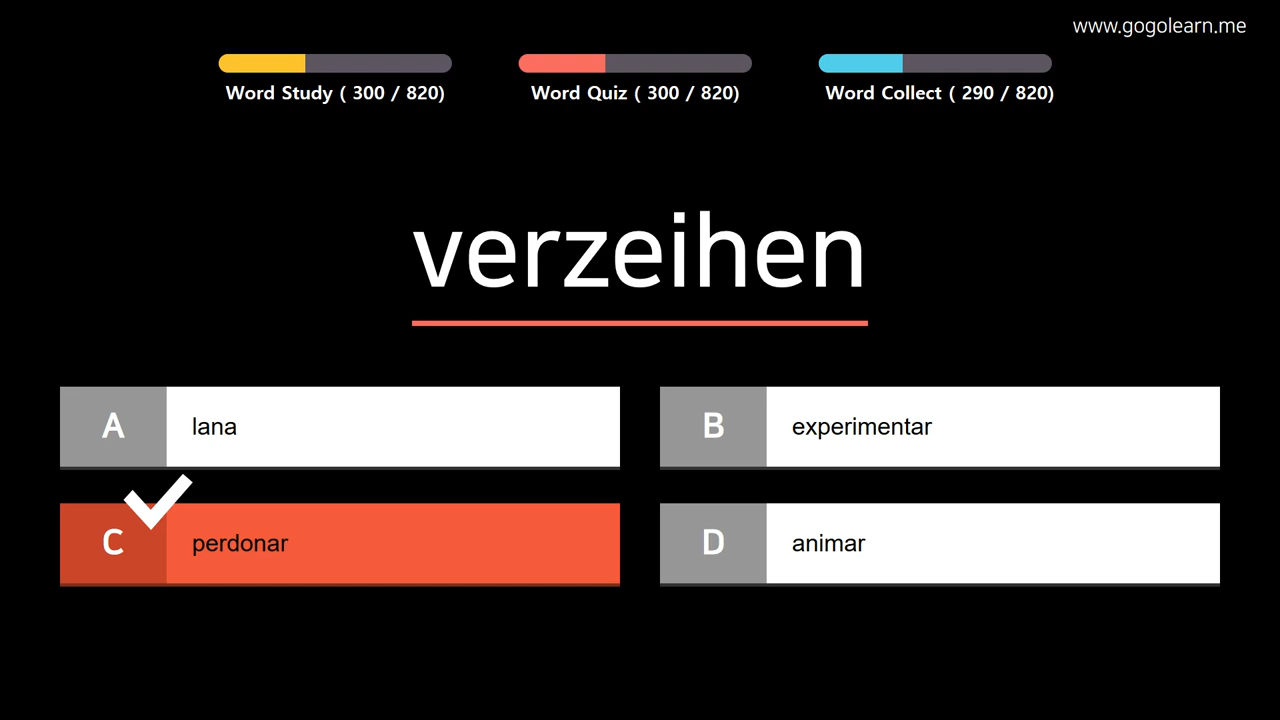 www.gogolearn.me
Word Study ( 300 / 820)
Word Quiz ( 300 / 820)
Word Collect ( 290 / 820)
verzeihen
A lana
B experimentar
C perdonar
D animar